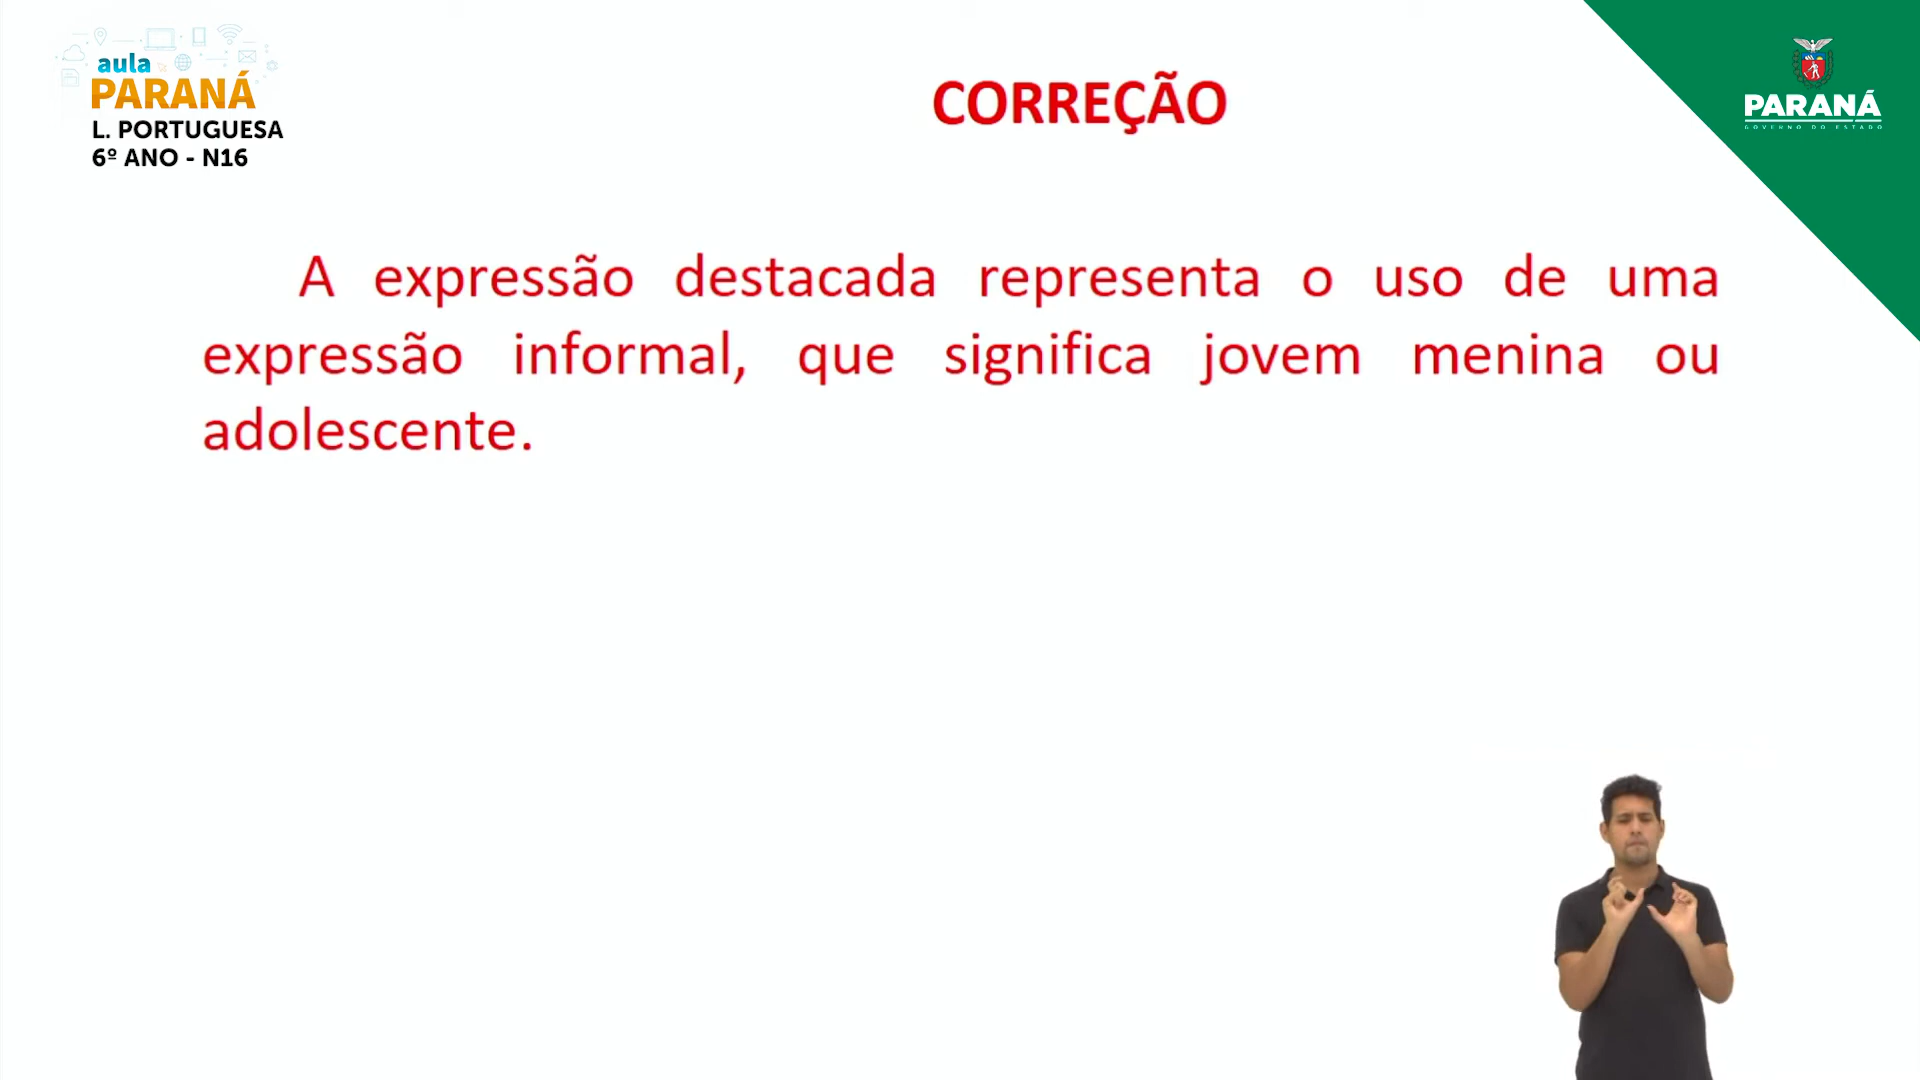 aula
PARANÁ
L. PORTUGUESA
6º ANO - N16
CORREÇÃO
PARANÁ
GOVERNO DO ESTADO
A expressão destacada representa o uso de uma
expressão informal, que significa jovem menina ou
adolescente.